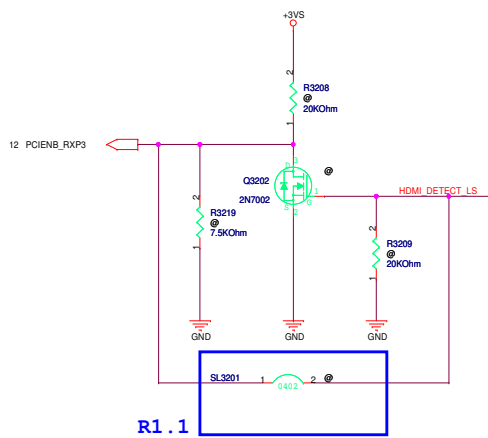 +3VS
2
R3208
@
20KOhm
1
12 PCIENB_RXP3
3
D
@
Q3202
2N7002
1
G
S
2
HDMI_DETECT_LS
2
R3219
@
7.5KOhm
1
2
R3209
@
20KOhm
1
GND
GND
GND
SL3201
1
0402
2
@
R1.1